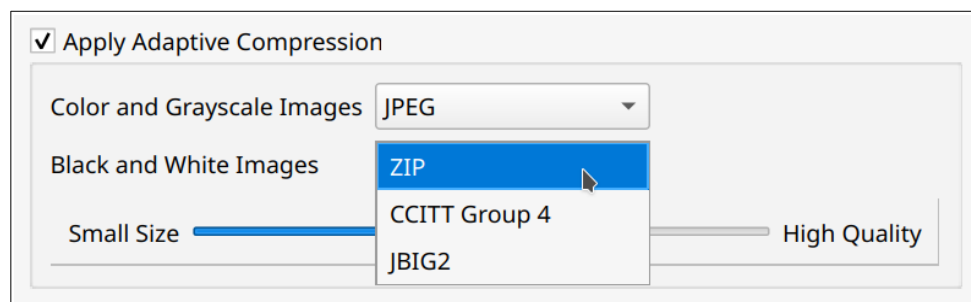 Apply Adaptive Compression
Color and Grayscale Images JPEG
Black and White Images ZIP
CCITT Group 4
Small Size High Quality
JBIG2